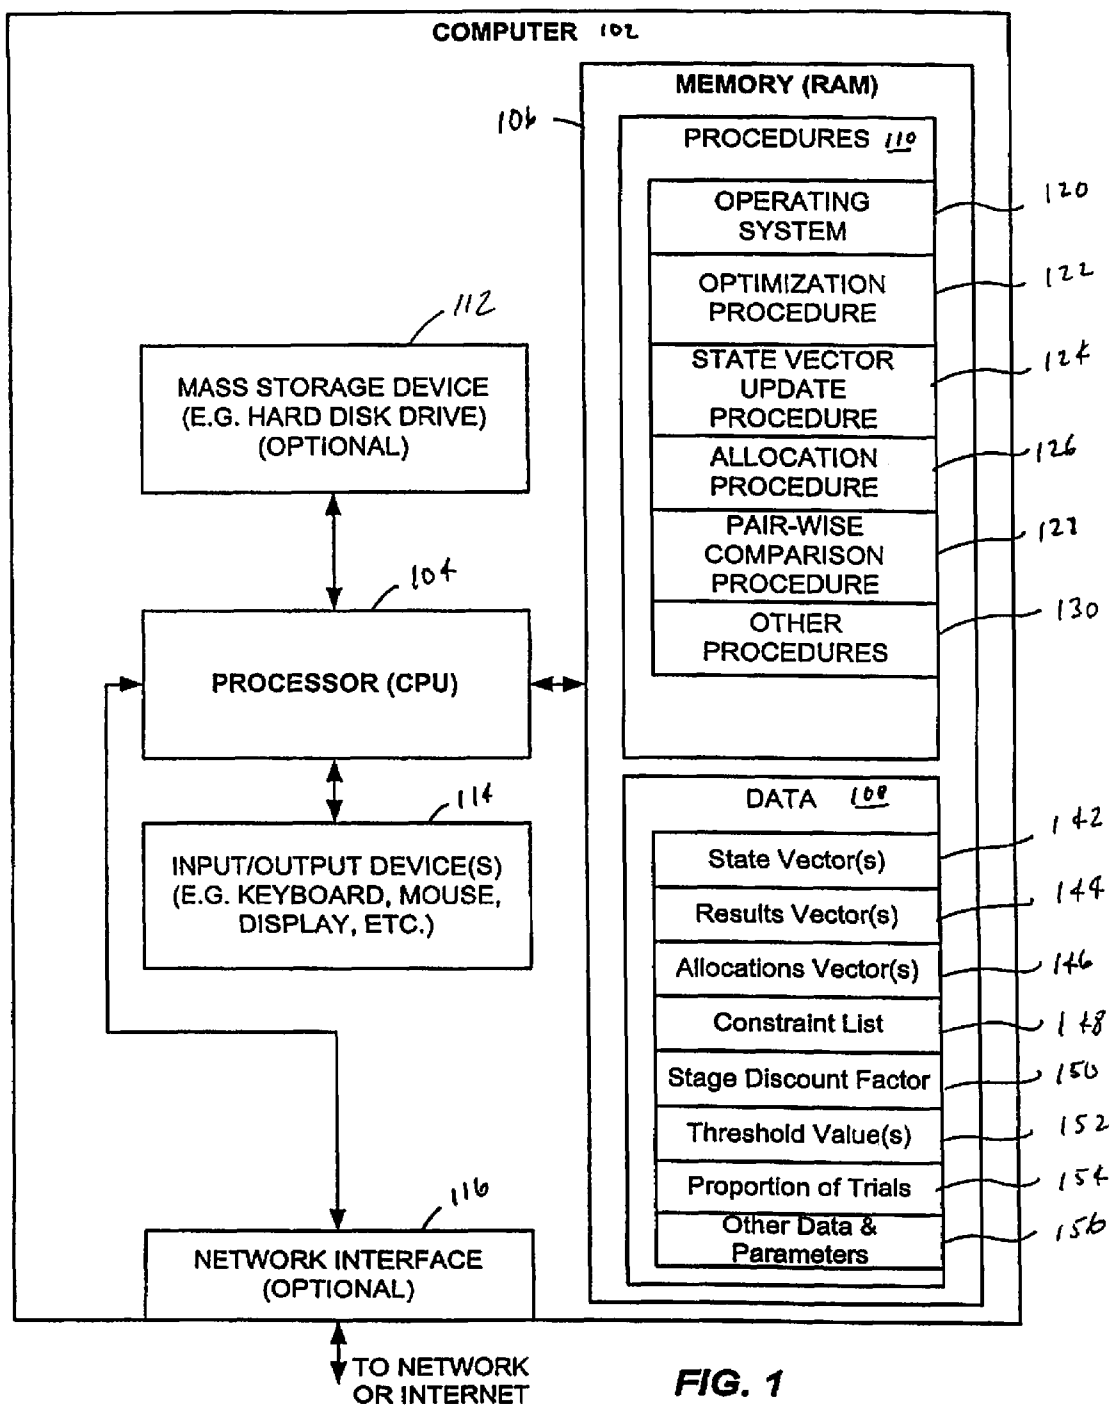 COMPUTER 102
MEMORY (RAM)
106
PROCEDURES 110
OPERATING
SYSTEM
120
OPTIMIZATION
PROCEDURE
122
STATE VECTOR
UPDATE
PROCEDURE
124
ALLOCATION
PROCEDURE
126
PAIR-WISE
COMPARISON
PROCEDURE
128
OTHER
PROCEDURES
130
112
MASS STORAGE DEVICE
(E.G. HARD DISK DRIVE)
(OPTIONAL)
104
PROCESSOR (CPU)
114
INPUT/OUTPUT DEVICE(S)
(E.G. KEYBOARD, MOUSE,
DISPLAY, ETC.)
DATA 108
State Vector(s)
142
Results Vector(s)
144
Allocations Vector(s)
146
Constraint List
148
Stage Discount Factor
150
Threshold Value(s)
152
Proportion of Trials
154
Other Data &
Parameters
156
116
NETWORK INTERFACE
(OPTIONAL)
TO NETWORK
OR INTERNET
FIG. 1